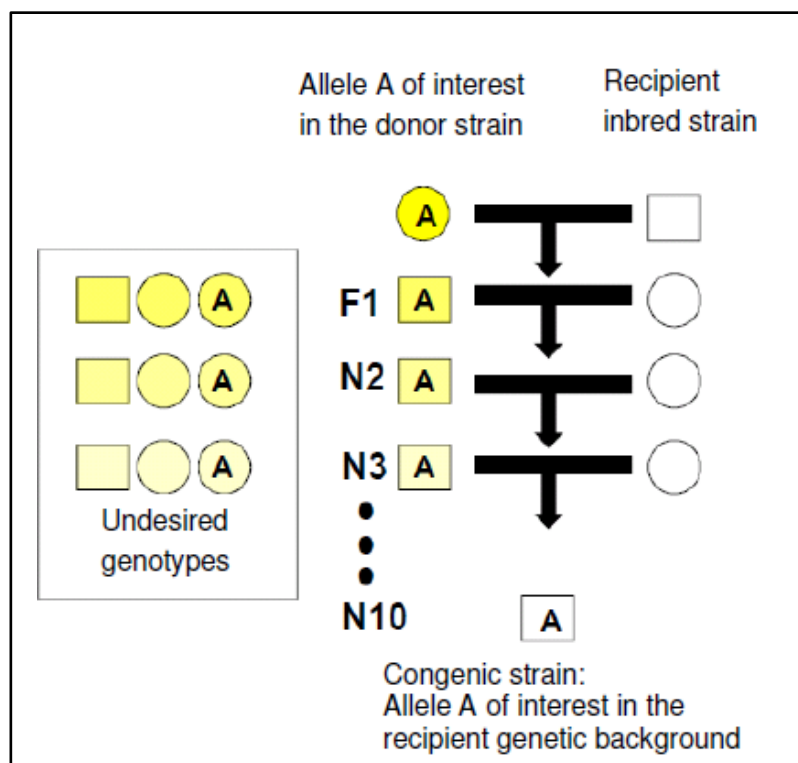 Allele A of interest
in the donor strain
Recipient
inbred strain
A
A
F1 A
A
N2 A
A
N3 A
Undesired
genotypes
N10 A
Congenic strain:
Allele A of interest in the
recipient genetic background